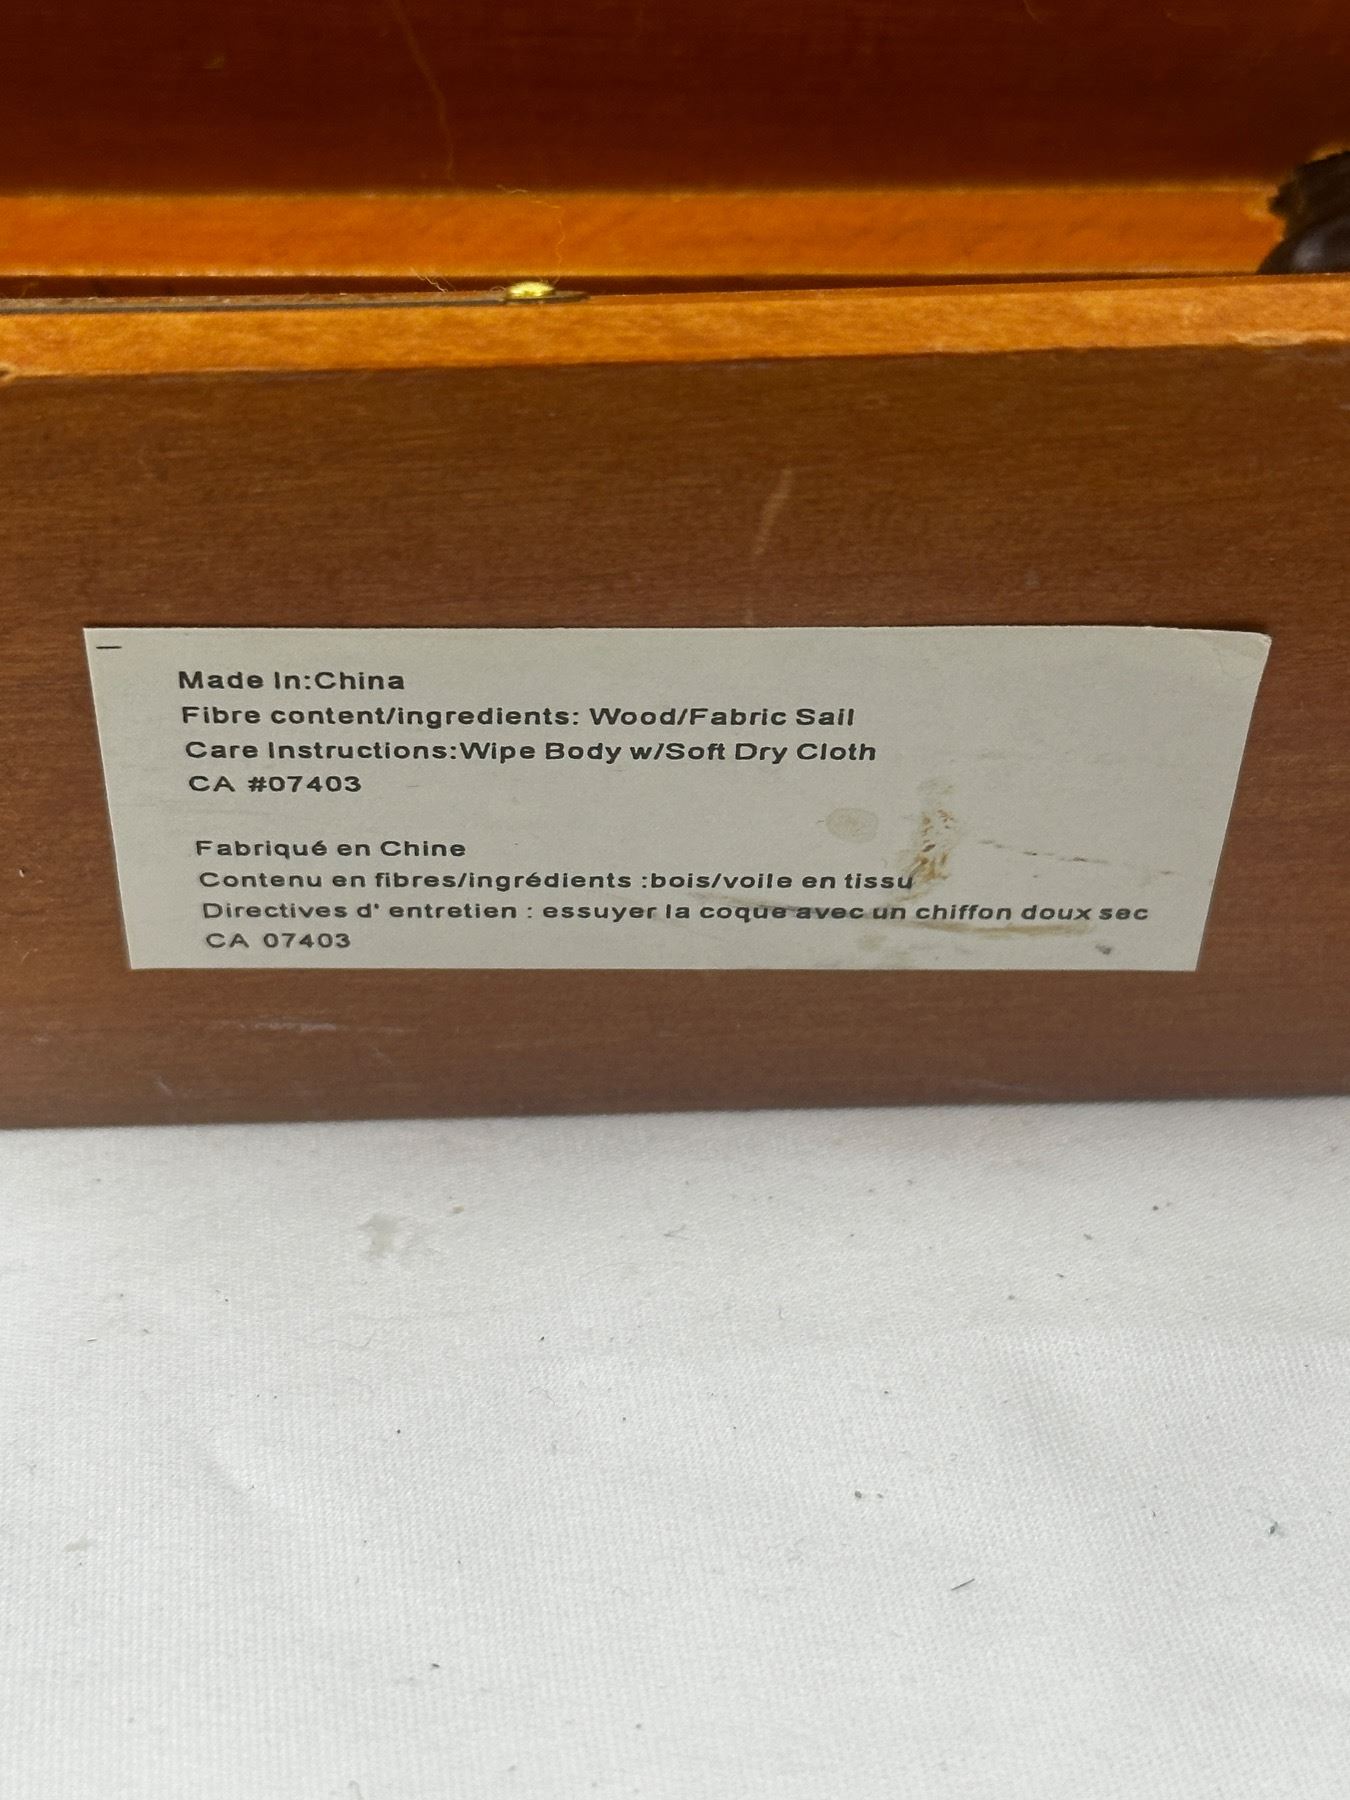 Made In:China
Fibre content/ingredients: Wood/Fabric Sail
Care Instructions:Wipe Body w/Soft Dry Cloth
CA #07403
Fabriqué en Chine
Contenu en fibres/ingrédients :bois/voile en tissu
Directives d' entretien : essuyer la coque avec un chiffon doux sec
CA 07403